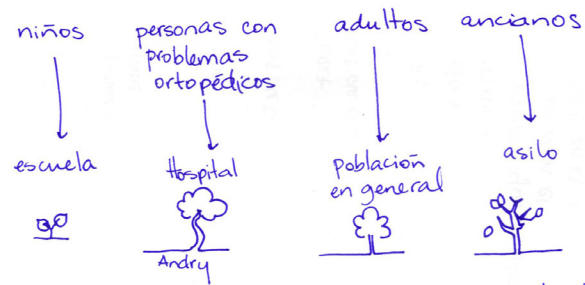 niños
personas con
problemas
ortopédicos
adultos
ancianos
escuela
Hospital
población
en general
asilo
Andry